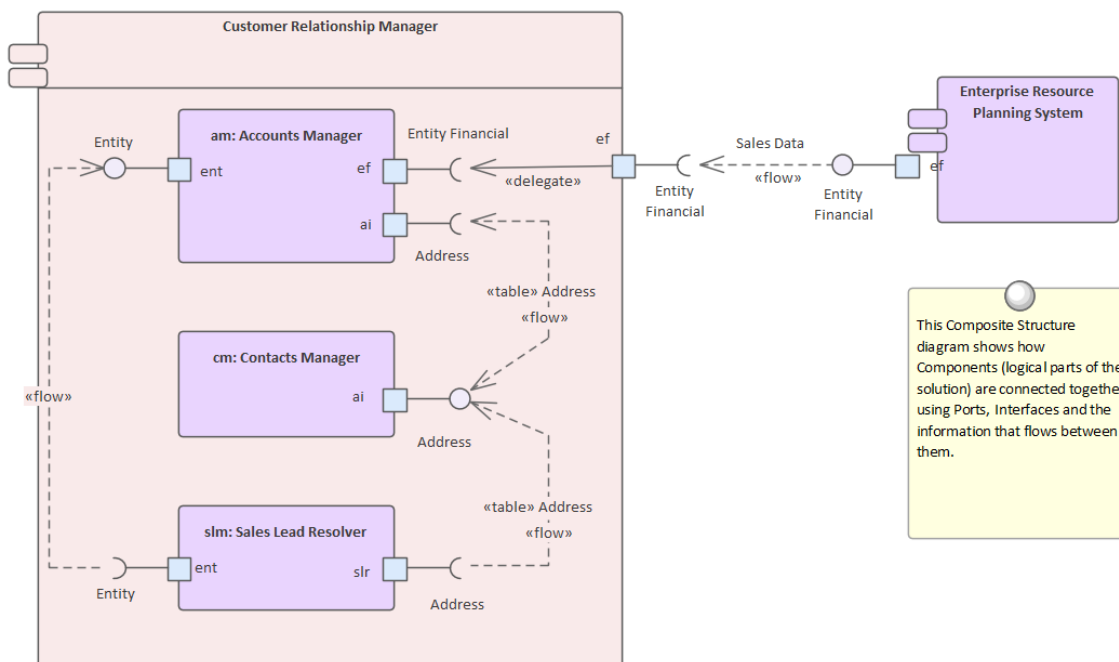 Customer Relationship Manager
Enterprise Resource
Planning System
am: Accounts Manager
Entity
ent
Entity Financial
ef
«delegate»
ai
Address
ef
Entity
Financial
Sales Data
«flow»
Entity
Financial
ef
«table» Address
«flow»
cm: Contacts Manager
ai
Address
«flow»
«table» Address
«flow»
slm: Sales Lead Resolver
ent
Entity
slr
Address
This Composite Structure
diagram shows how
Components (logical parts of the
solution) are connected togethe
using Ports, Interfaces and the
information that flows between
them.